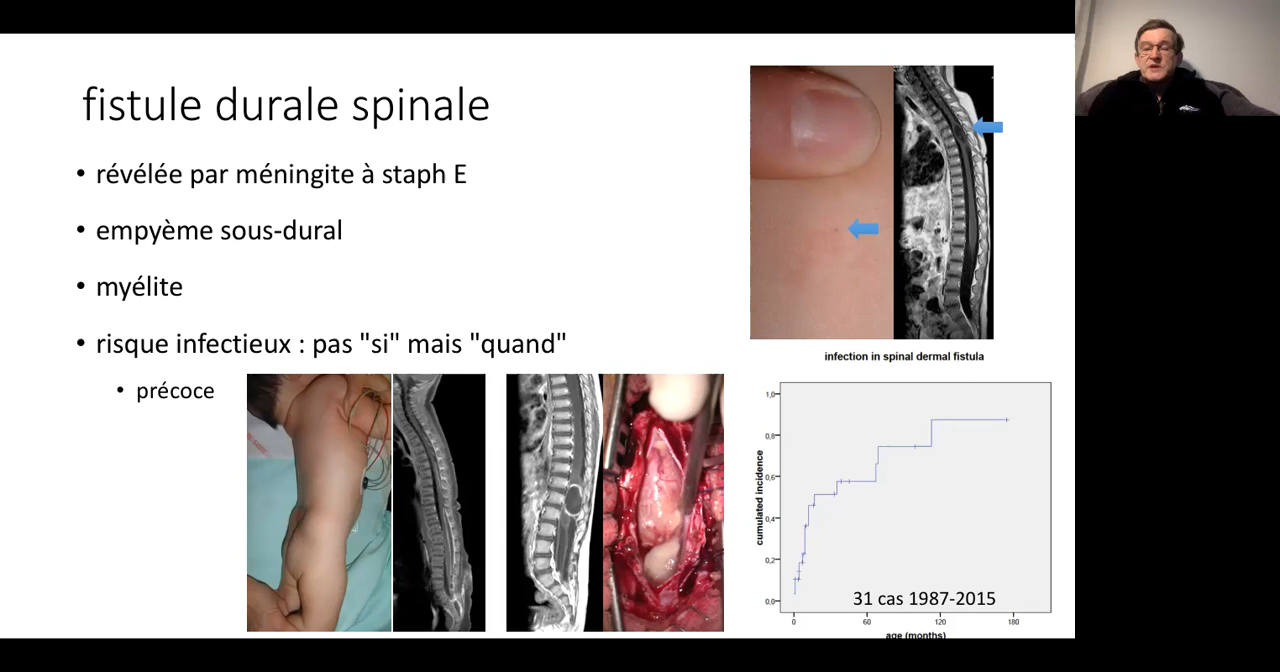 fistule durale spinale
• révélée par méningite à staph E
• empyème sous-dural
• myélite
• risque infectieux : pas "si" mais "quand"
• précoce
infection in spinal dermal fistula
cumulated incidence
1,0
0,8
0,6
0,4
0,2
0,0
31 cas 1987-2015
0 60 120 180
age (months)